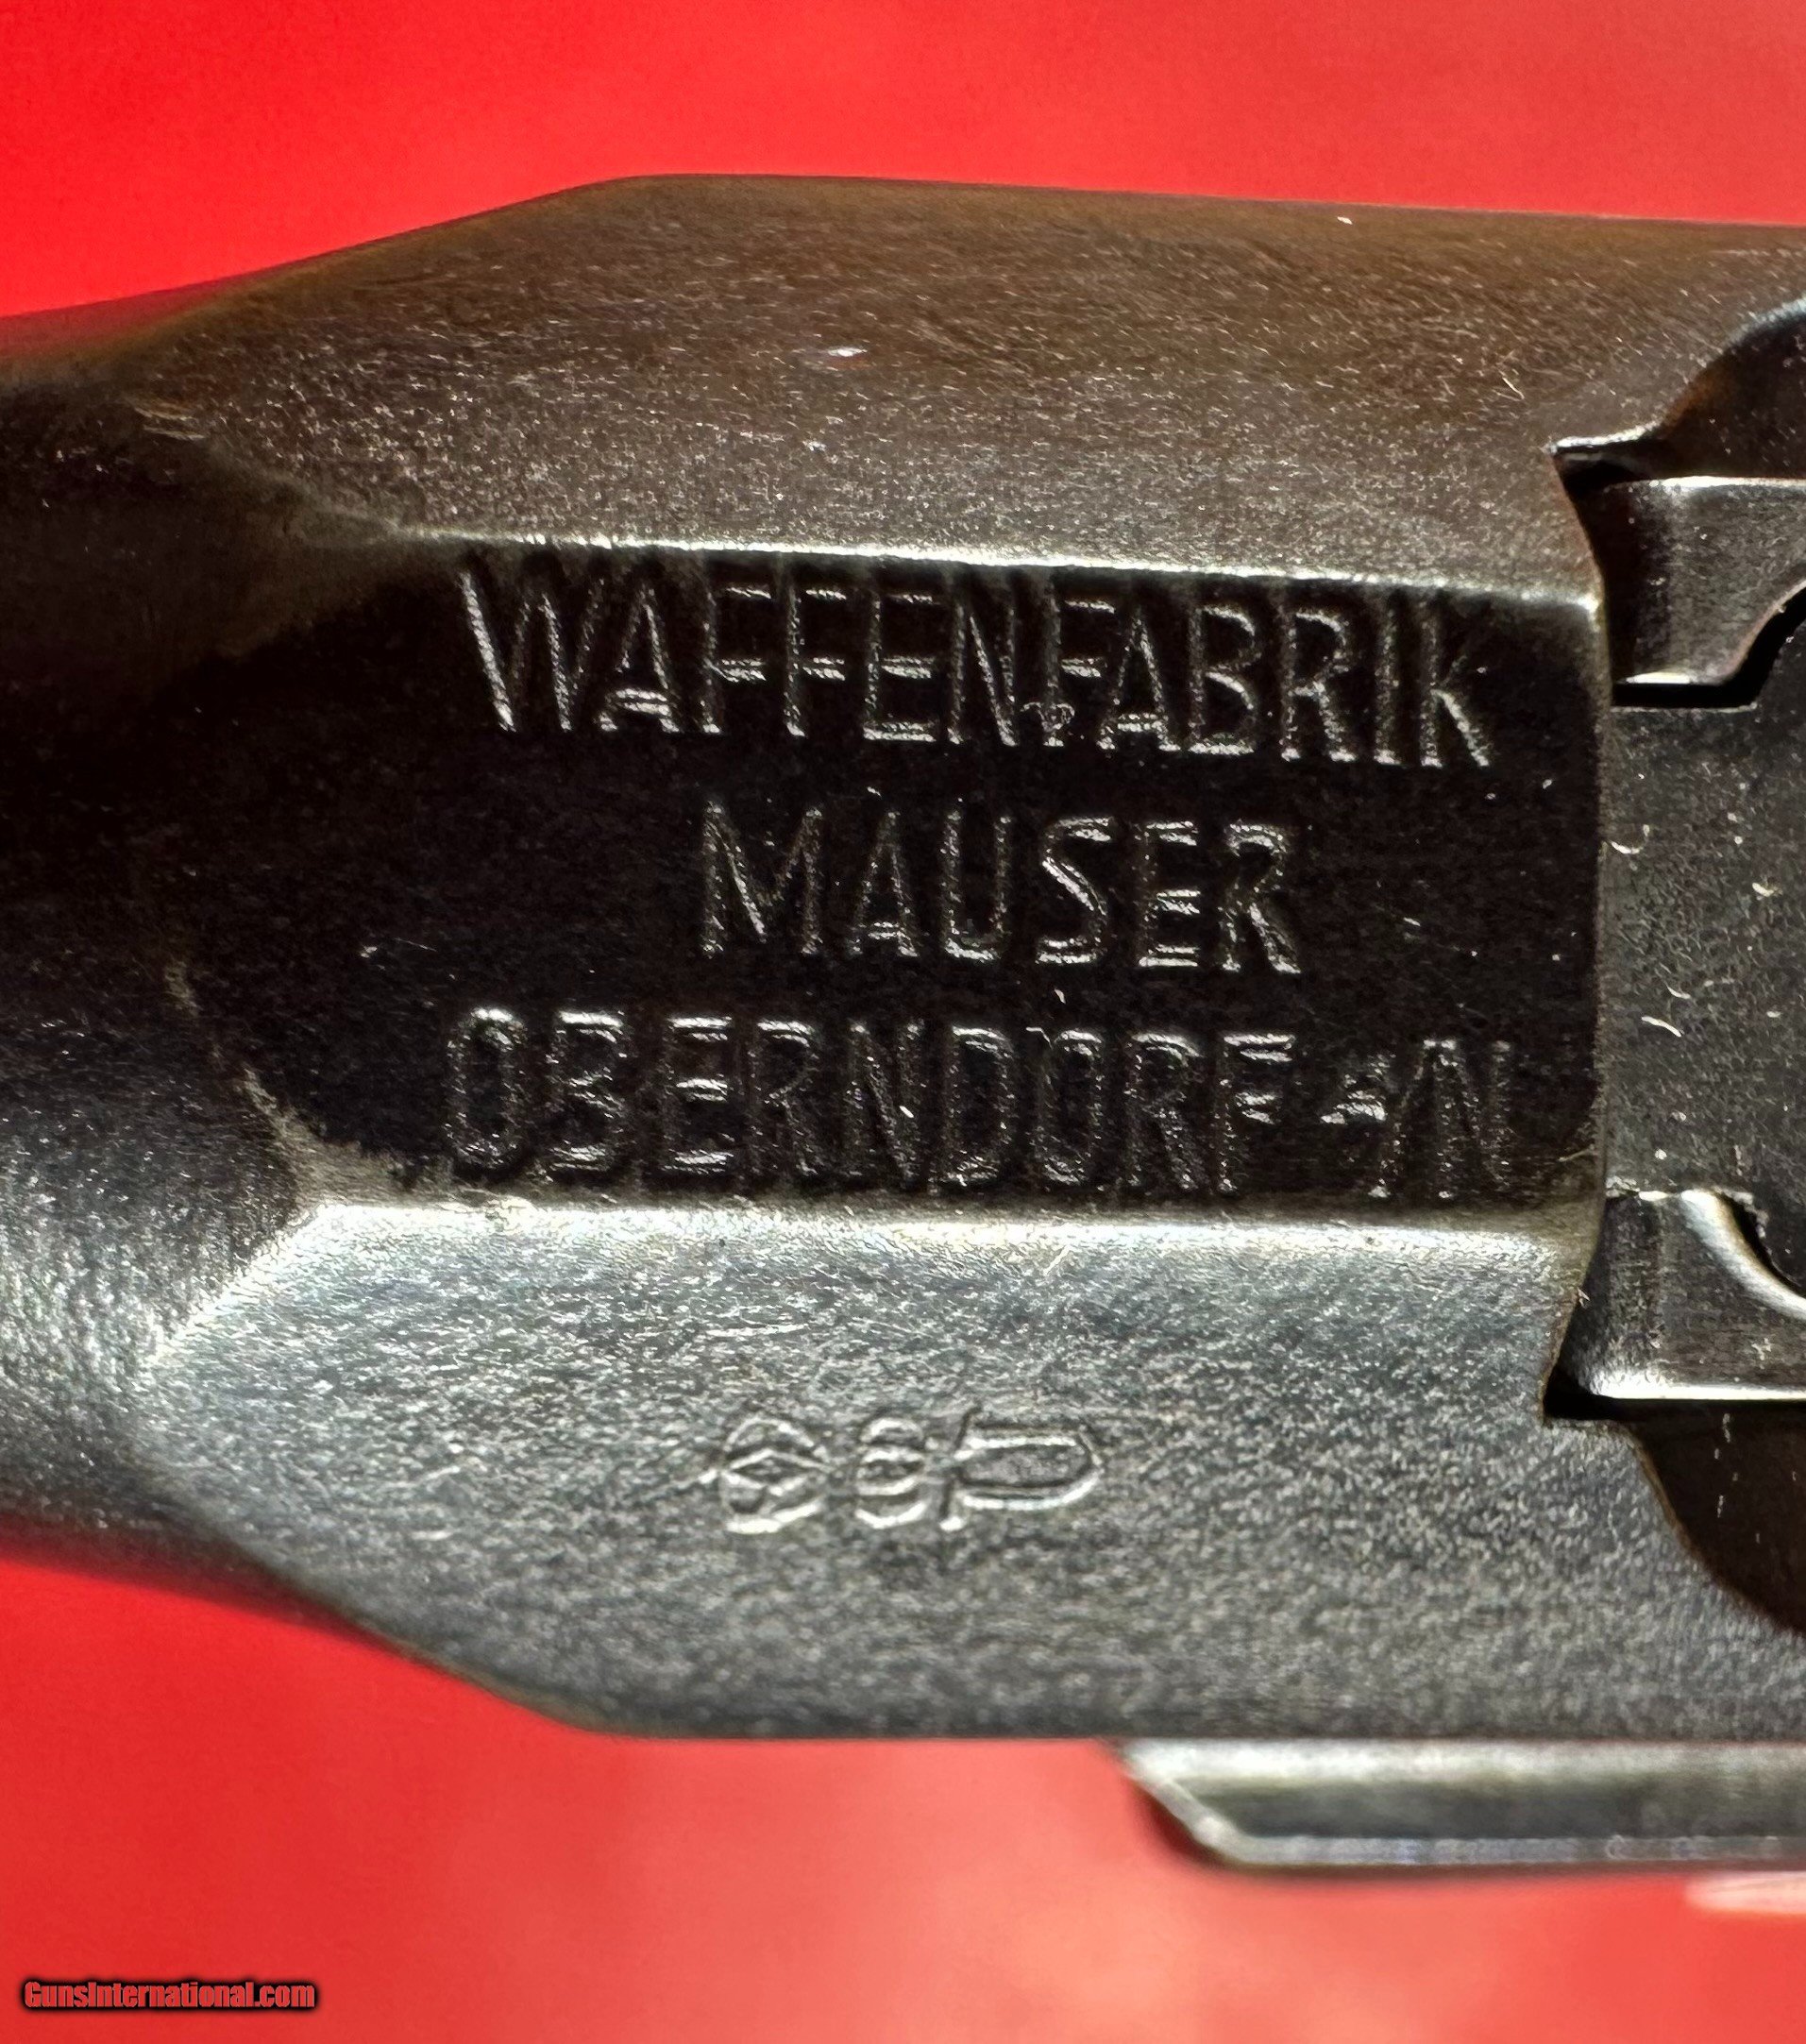 WAFFENFABRIK
MAUSER
OBERNDORF a/N
GunsInternational.com